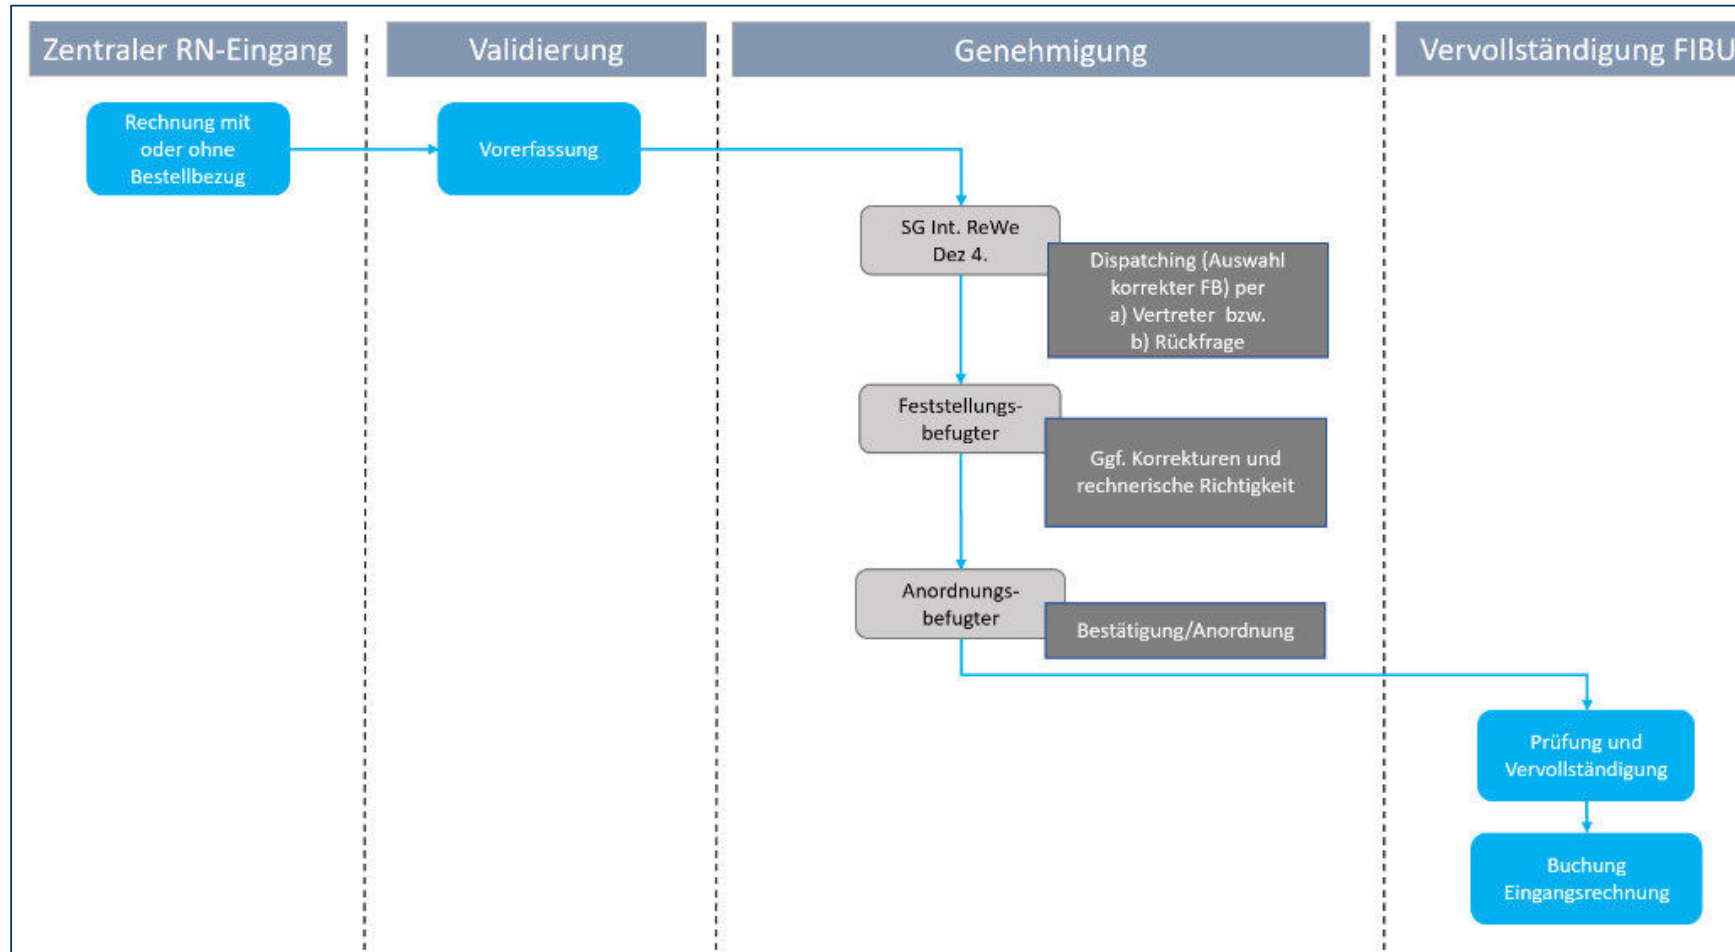 Zentraler RN-Eingang
Validierung
Genehmigung
Vervollständigung FIBU
Rechnung mit
oder ohne
Bestellbezug
Vorerfassung
SG Int. ReWe
Dez 4.
Dispatching (Auswahl
korrekter FB) per
a) Vertreter bzw.
b) Rückfrage
Feststellungs-
befugter
Ggf. Korrekturen und
rechnerische Richtigkeit
Anordnungs-
befugter
Bestätigung/Anordnung
Prüfung und
Vervollständigung
Buchung
Eingangsrechnung